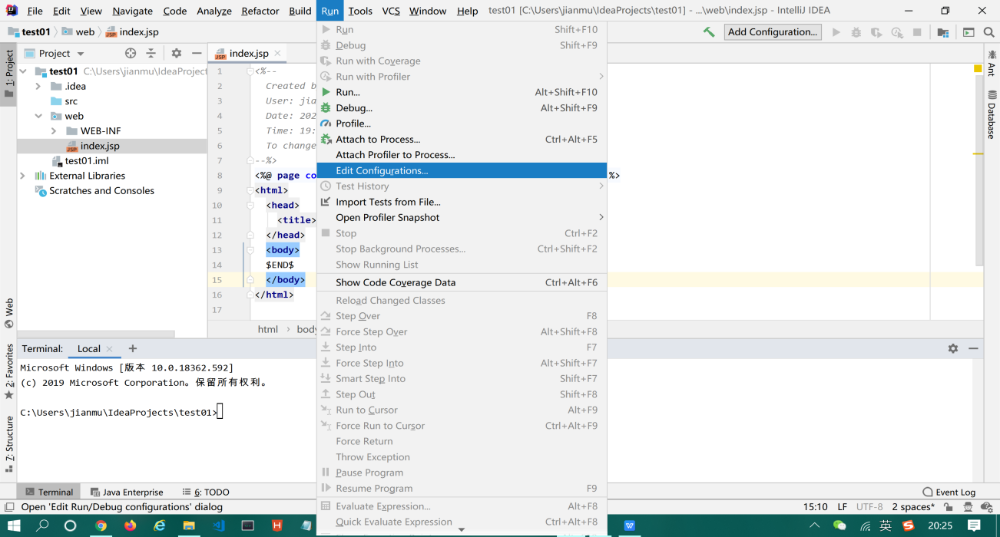 File Edit View Navigate Code Analyze Refactor Build Run Tools VCS Window Help test01 [C:\Users\jianmu\IdeaProjects\test01] - ...\web\index.jsp - IntelliJ IDEA
test01 web index.jsp Add Configuration...
1: Project
Project
index.jsp
test01 C:\Users\jianmu\IdeaProject
.idea
src
web
WEB-INF
index.jsp
test01.iml
External Libraries
Scratches and Consoles
1 <%--
2 Created b
3 User: jia
4 Date: 202
5 Time: 19:
6 To change
7 --%>
8 <%@ page co %>
9 <html>
10 <head>
11 <title>
12 </head>
13 <body>
14 $END$
15 </body>
16 </html>
17
html › body
Run Shift+F10
Debug Shift+F9
Run with Coverage
Run with Profiler
Run... Alt+Shift+F10
Debug... Alt+Shift+F9
Profile...
Attach to Process... Ctrl+Alt+F5
Attach Profiler to Process...
Edit Configurations...
Test History
Import Tests from File...
Open Profiler Snapshot
Stop Ctrl+F2
Stop Background Processes... Ctrl+Shift+F2
Show Running List
Show Code Coverage Data Ctrl+Alt+F6
Reload Changed Classes
Step Over F8
Force Step Over Alt+Shift+F8
Step Into F7
Force Step Into Alt+Shift+F7
Smart Step Into Shift+F7
Step Out Shift+F8
Run to Cursor Alt+F9
Force Run to Cursor Ctrl+Alt+F9
Force Return
Throw Exception
Pause Program
Resume Program F9
Evaluate Expression... Alt+F8
Quick Evaluate Expression Ctrl+Alt+F8
Ant
Database
Web
2: Favorites
7: Structure
Terminal: Local
Microsoft Windows [版本 10.0.18362.592]
(c) 2019 Microsoft Corporation。保留所有权利。
C:\Users\jianmu\IdeaProjects\test01>
Terminal Java Enterprise 6: TODO Event Log
Open 'Edit Run/Debug configurations' dialog 15:10 LF UTF-8 2 spaces*
英 20:25